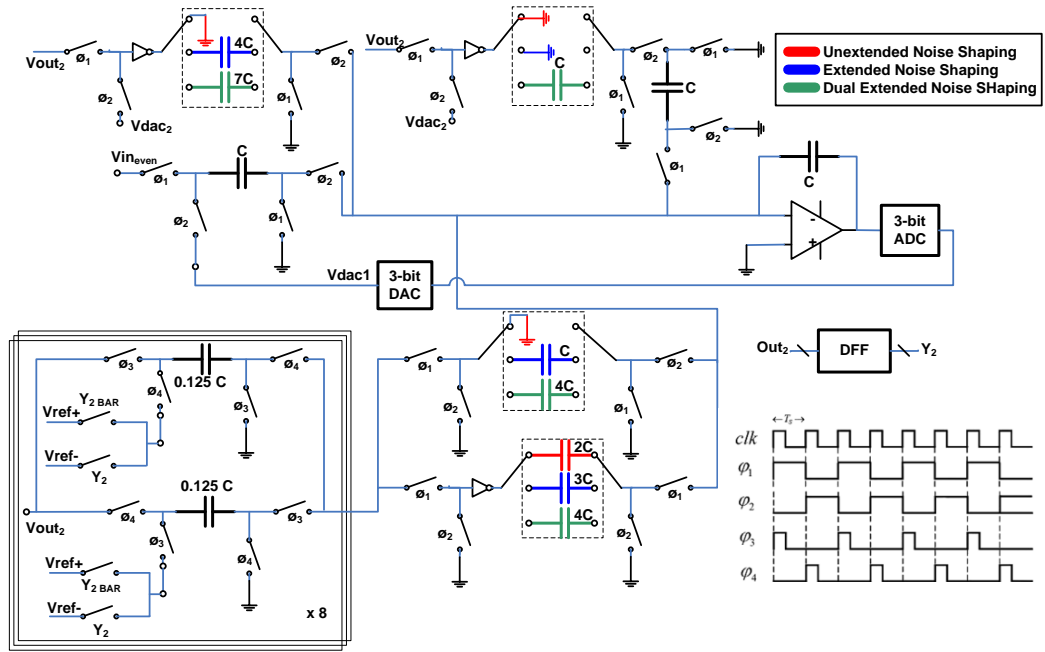 Vout2
Ø1
Ø2
Vdac2
4C
7C
Ø1
Ø2
Vout2
Ø1
Ø2
Vdac2
C
Ø1
Ø2
Ø1
C
Ø2
Ø1
Unextended Noise Shaping
Extended Noise Shaping
Dual Extended Noise SHaping
Vineven
Ø1
C
Ø2
Ø2
Ø1
C
-
+
3-bit
ADC
Vdac1
3-bit
DAC
Ø3
0.125 C
Ø4
Ø4
Ø3
Vref+
Y2 BAR
Vref-
Y2
0.125 C
Ø4
Ø3
Vout2
Ø3
Ø4
Vref+
Y2 BAR
Vref-
Y2
x 8
Ø1
Ø2
C
4C
Ø2
Ø1
Ø1
Ø2
2C
3C
4C
Ø1
Ø2
Out2
DFF
Y2
Ts
clk
φ1
φ2
φ3
φ4